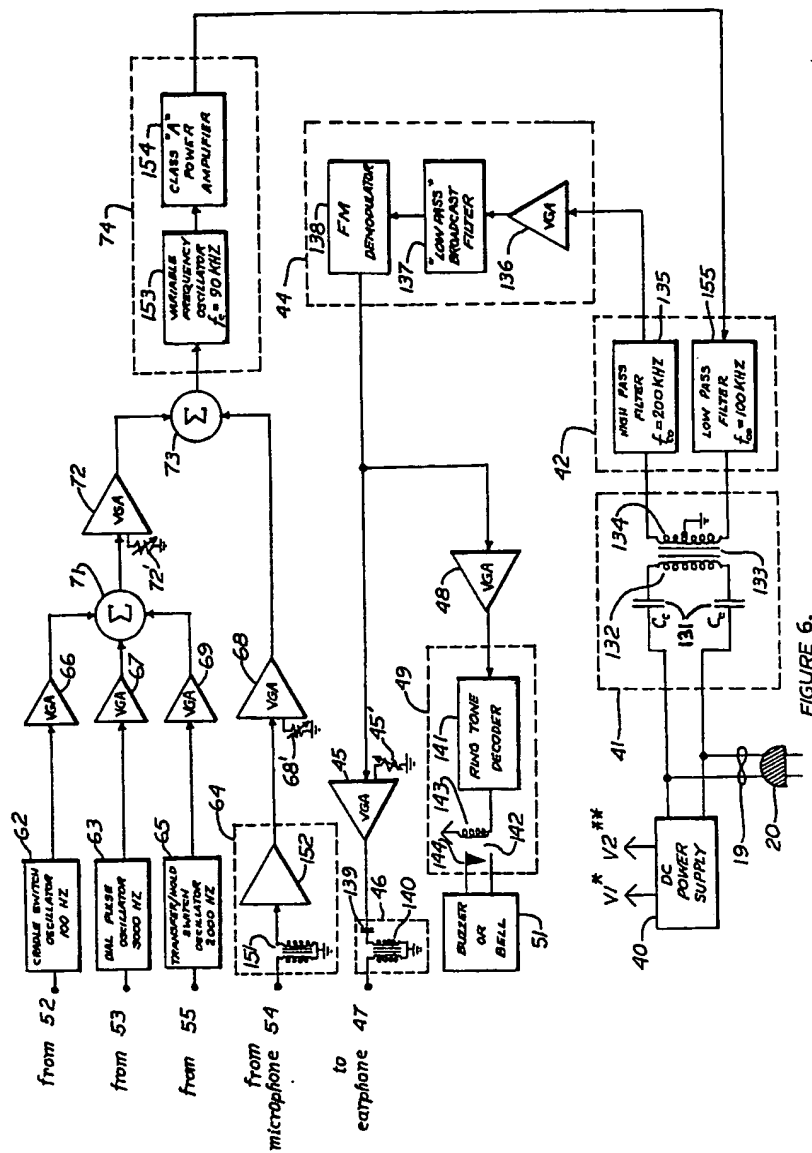 from 52
62
CRADLE SWITCH
OSCILLATOR
100 HZ
66
VGA
from 53
63
DIAL PULSE
OSCILLATOR
3000 HZ
67
VGA
from 55
65
TRANSFER/HOLD
SWITCH
OSCILLATOR
2000 HZ
69
VGA
71
Σ
72
VGA
72'
73
Σ
74
153
VARIABLE
FREQUENCY
OSCILLATOR
fc = 90 KHZ
154
CLASS "A"
POWER
AMPLIFIER
from
microphone 54
64
151
152
68
VGA
68'
to
earphone 47
139
46
140
45
VGA
45'
44
138
FM
DEMODULATOR
137
"LOW PASS"
BROADCAST
FILTER
136
VGA
48
VGA
49
141
RING TONE
DECODER
143
144
142
BUZZER
OR
BELL
51
42
HIGH PASS
FILTER
fco = 200 KHZ
135
LOW PASS
FILTER
fco = 100 KHZ
155
41
132
134
Cc
131
Cc
133
V1* V2**
40
DC
POWER
SUPPLY
19
20
FIGURE 6.